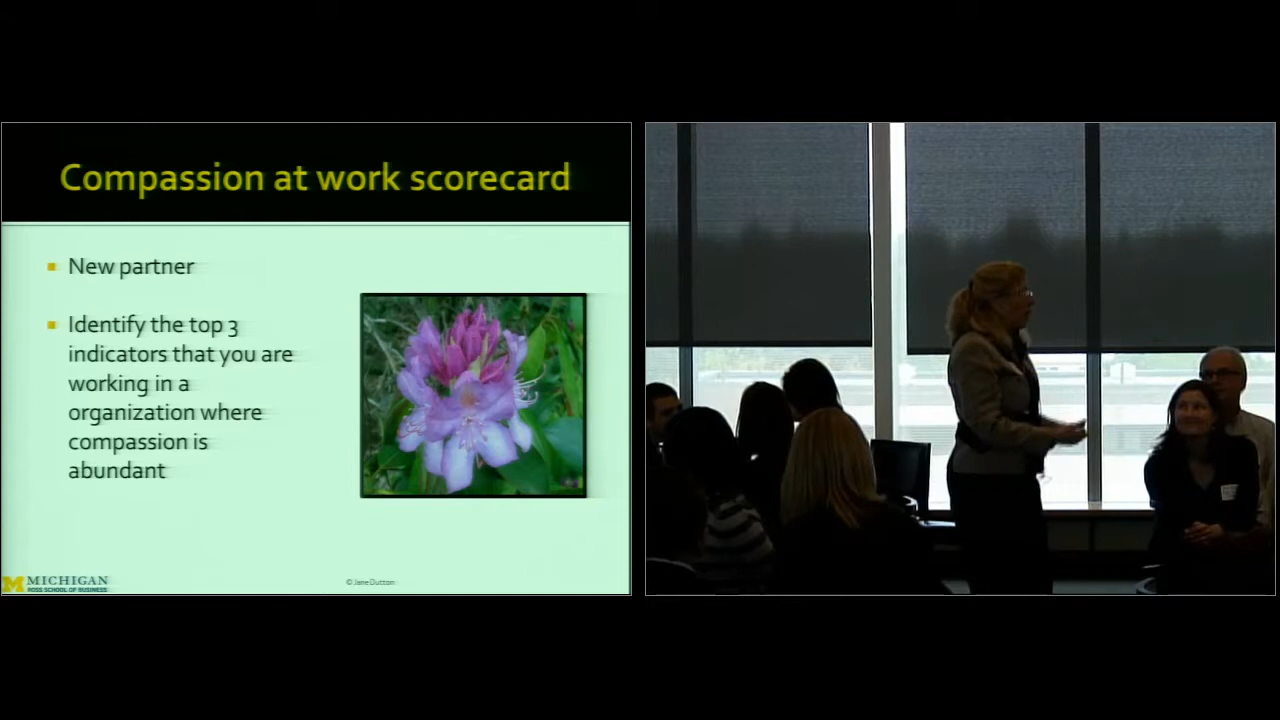 Compassion at work scorecard
New partner
Identify the top 3
indicators that you are
working in a
organization where
compassion is
abundant
M MICHIGAN
ROSS SCHOOL OF BUSINESS
© Jane Dutton